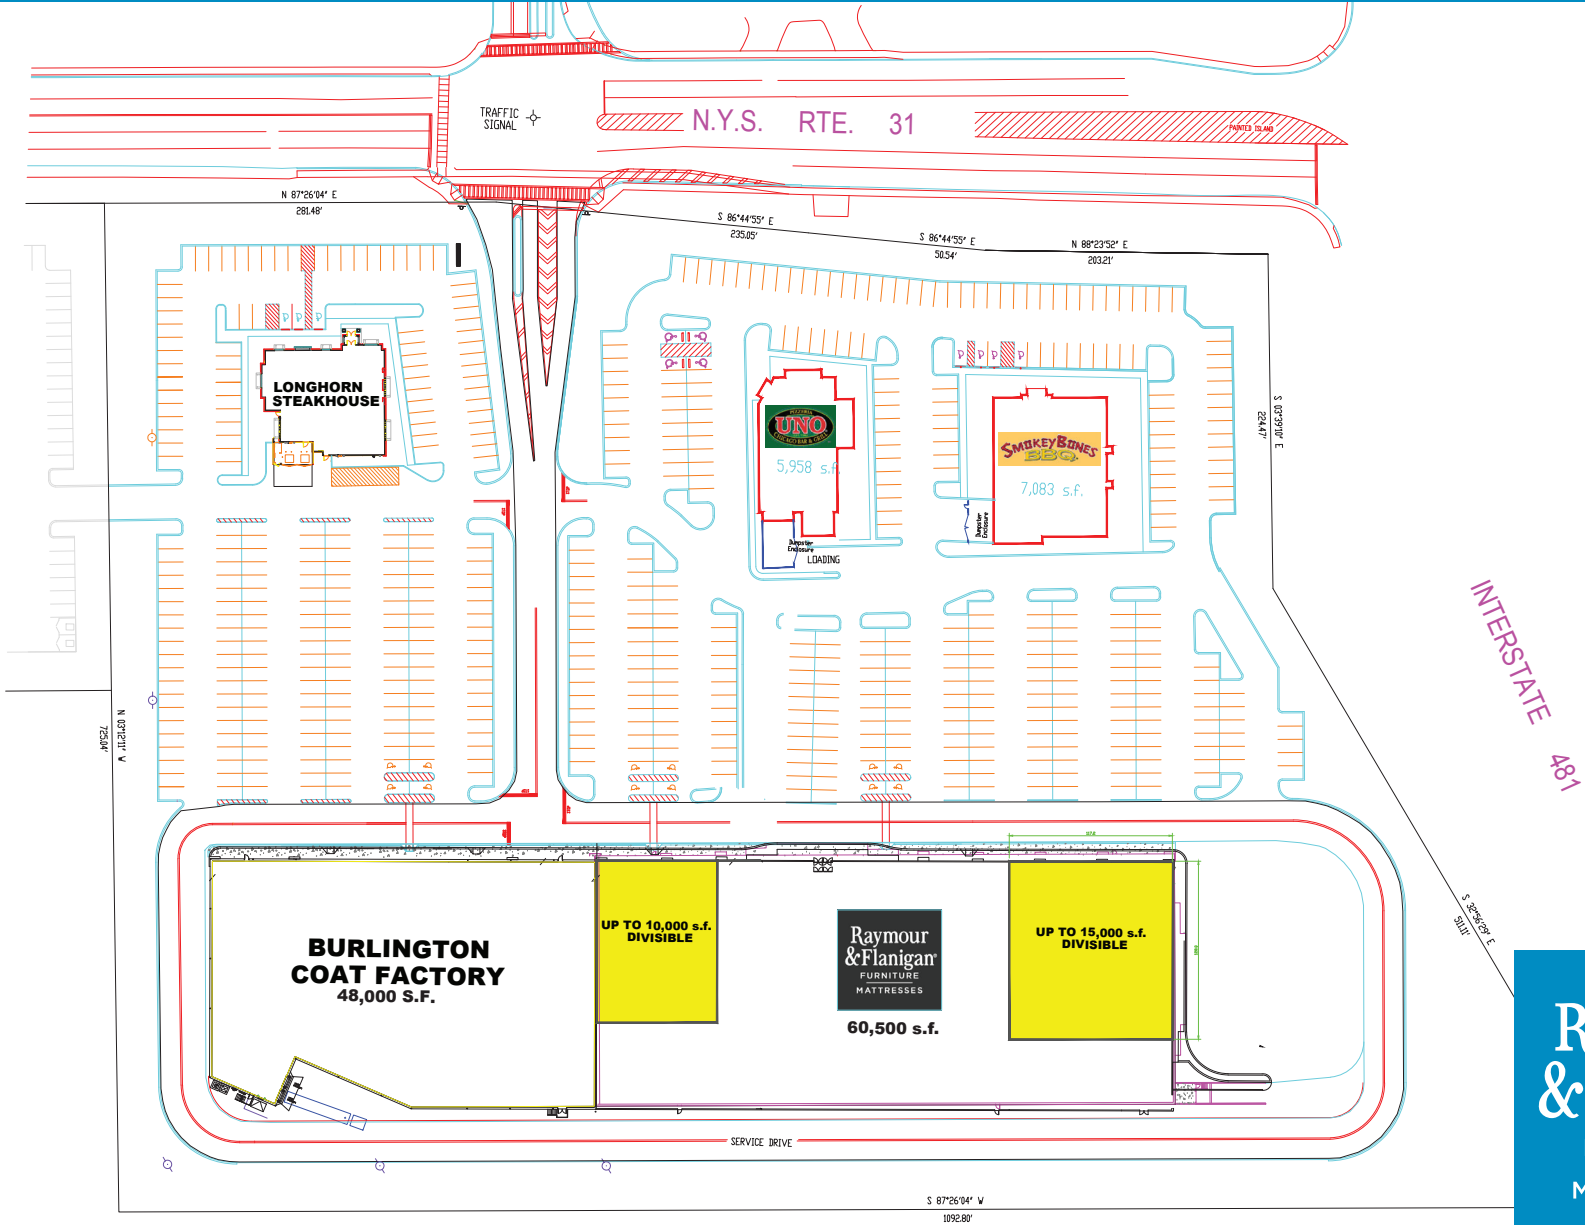 TRAFFIC
SIGNAL
N.Y.S. RTE. 31
PAINTED ISLAND
N 87°26'04" E
281.48'
S 86°44'55" E
235.05'
S 86°44'55" E
50.54'
N 88°23'52" E
203.21'
LONGHORN
STEAKHOUSE
UNO
CHICAGO BAR & GRILL
5,958 s.f.
SMOKEY BONES
BBQ
7,083 s.f.
S 03°39'10" E
224.47'
Dumpster
Enclosure
LOADING
Dumpster
Enclosure
INTERSTATE 481
N 03°12'11" W
725.04'
BURLINGTON
COAT FACTORY
48,000 S.F.
UP TO 10,000 s.f.
DIVISIBLE
Raymour
&Flanigan
FURNITURE
MATTRESSES
60,500 s.f.
UP TO 15,000 s.f.
DIVISIBLE
S 32°56'29" E
511.11'
SERVICE DRIVE
S 87°26'04" W
1092.80'
R
&
M